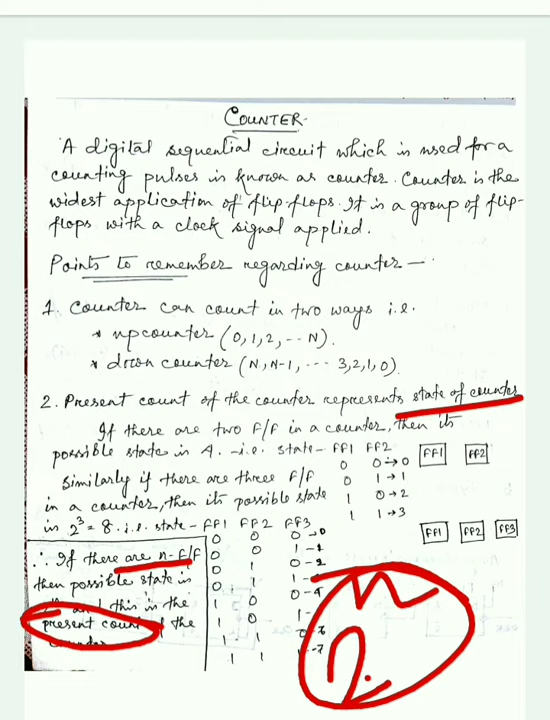 COUNTER
A digital sequential circuit which is used for a
counting pulses is known as counter. Counter is the
widest application of flip-flops. It is a group of flip-
flops with a clock signal applied.
Points to remember regarding counter —
1. Counter can count in two ways i.e.
* upcounter (0,1,2, -- N).
* down counter (N, N-1, --- 3,2,1,0)
2. Present count of the counter represents state of counter
If there are two F/F in a counter, then its
possible state is 4. i.e. state- FF1 FF2
0 0→0
0 1→1
1 0→2
1 1→3
FF1 FF2
Similarly if there are three F/F
in a counter, then its possible state
is 2³ = 8. i.e. state - FF1 FF2 FF3
FF1 FF2 FF3
0 0 0→0
0 0 1-1
0 1 0-2
0 1 1-
1 0 0-4
1 0 1-
1 1 0-6
1 1 1-7
∴ If there are n-F/F
then possible state is
and this is the
present count of the
counter
n
2